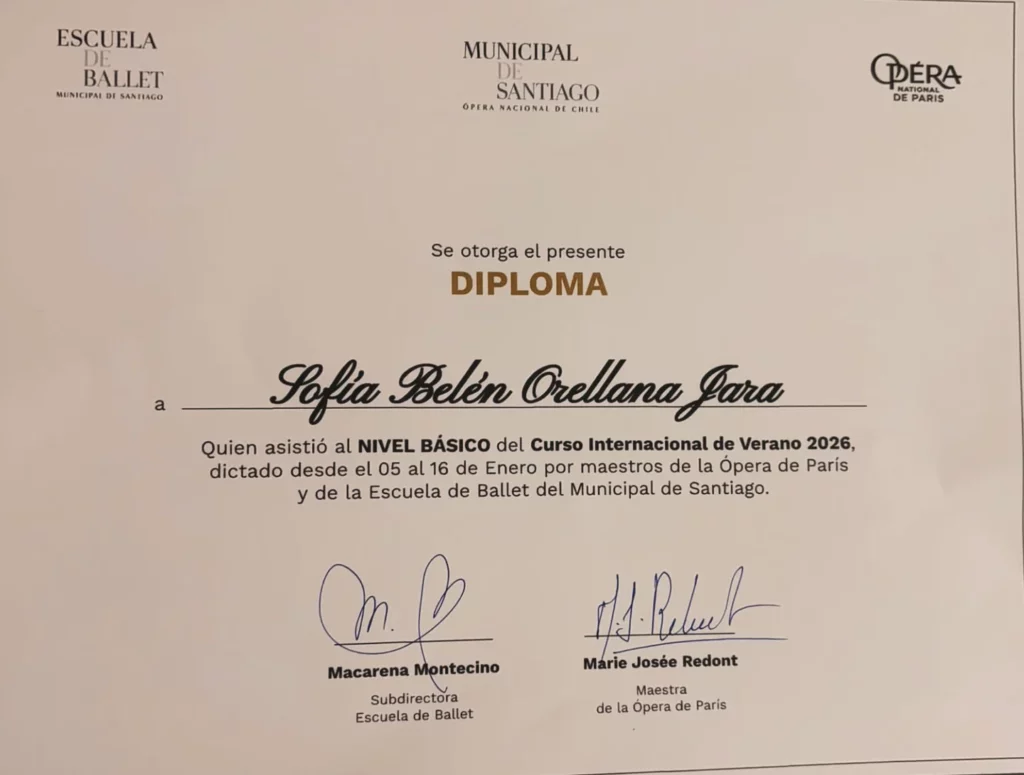 ESCUELA
DE
BALLET
MUNICIPAL DE SANTIAGO
MUNICIPAL
DE
SANTIAGO
ÓPERA NACIONAL DE CHILE
OPÉRA
NATIONAL
DE PARIS
Se otorga el presente
DIPLOMA
a Sofía Belén Orellana Jara
Quien asistió al NIVEL BÁSICO del Curso Internacional de Verano 2026,
dictado desde el 05 al 16 de Enero por maestros de la Ópera de París
y de la Escuela de Ballet del Municipal de Santiago.
M.
M.J. Redont
Macarena Montecino
Subdirectora
Escuela de Ballet
Marie Josée Redont
Maestra
de la Ópera de París